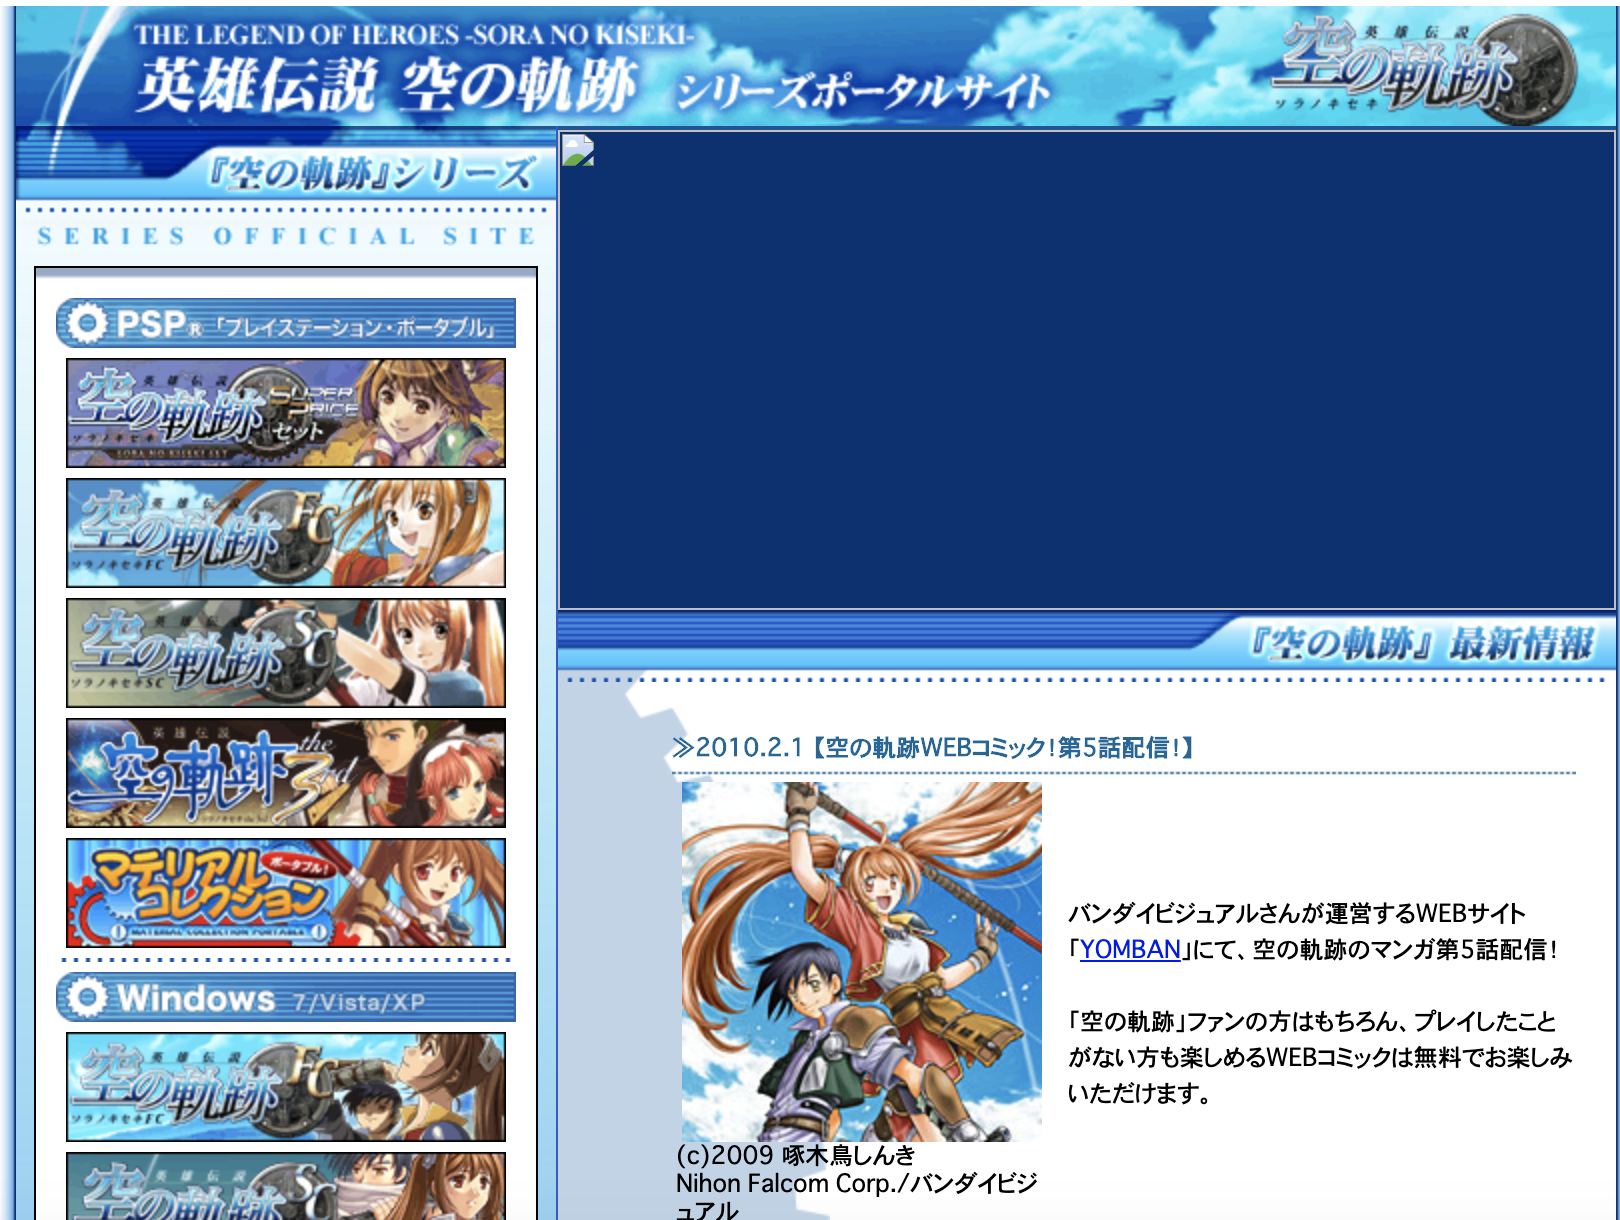 THE LEGEND OF HEROES -SORA NO KISEKI-
英雄伝説 空の軌跡 シリーズポータルサイト
英雄伝説
空の軌跡
ソラノキセキ
『空の軌跡』シリーズ
SERIES OFFICIAL SITE
PSP® 「プレイステーション・ポータブル」
英雄伝説
空の軌跡
SUPER PRICE
セット
ソラノキセキ
SORA NO KISEKI SET
英雄伝説
空の軌跡 FC
ソラノキセキFC
英雄伝説
空の軌跡 SC
ソラノキセキSC
英雄伝説
空の軌跡 the 3rd
ソラノキセキ the 3rd
マテリアル
コレクション
ポータブル!
MATERIAL COLLECTION PORTABLE
Windows 7/Vista/XP
英雄伝説
空の軌跡 FC
ソラノキセキFC
英雄伝説
空の軌跡 SC
『空の軌跡』最新情報
≫2010.2.1【空の軌跡WEBコミック!第5話配信!】
バンダイビジュアルさんが運営するWEBサイト
「YOMBAN」にて、空の軌跡のマンガ第5話配信!
「空の軌跡」ファンの方はもちろん、プレイしたこと
がない方も楽しめるWEBコミックは無料でお楽しみ
いただけます。
(c)2009 啄木鳥しんき
Nihon Falcom Corp./バンダイビジ
ュアル